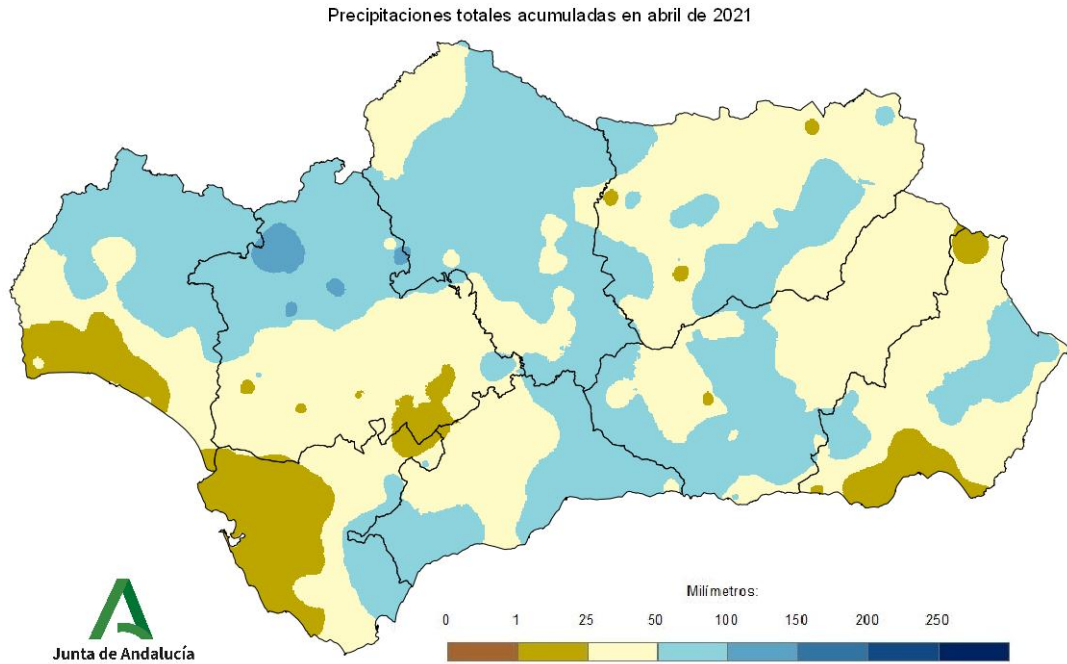 Precipitaciones totales acumuladas en abril de 2021
Milímetros:
0 1 25 50 100 150 200 250
Junta de Andalucía